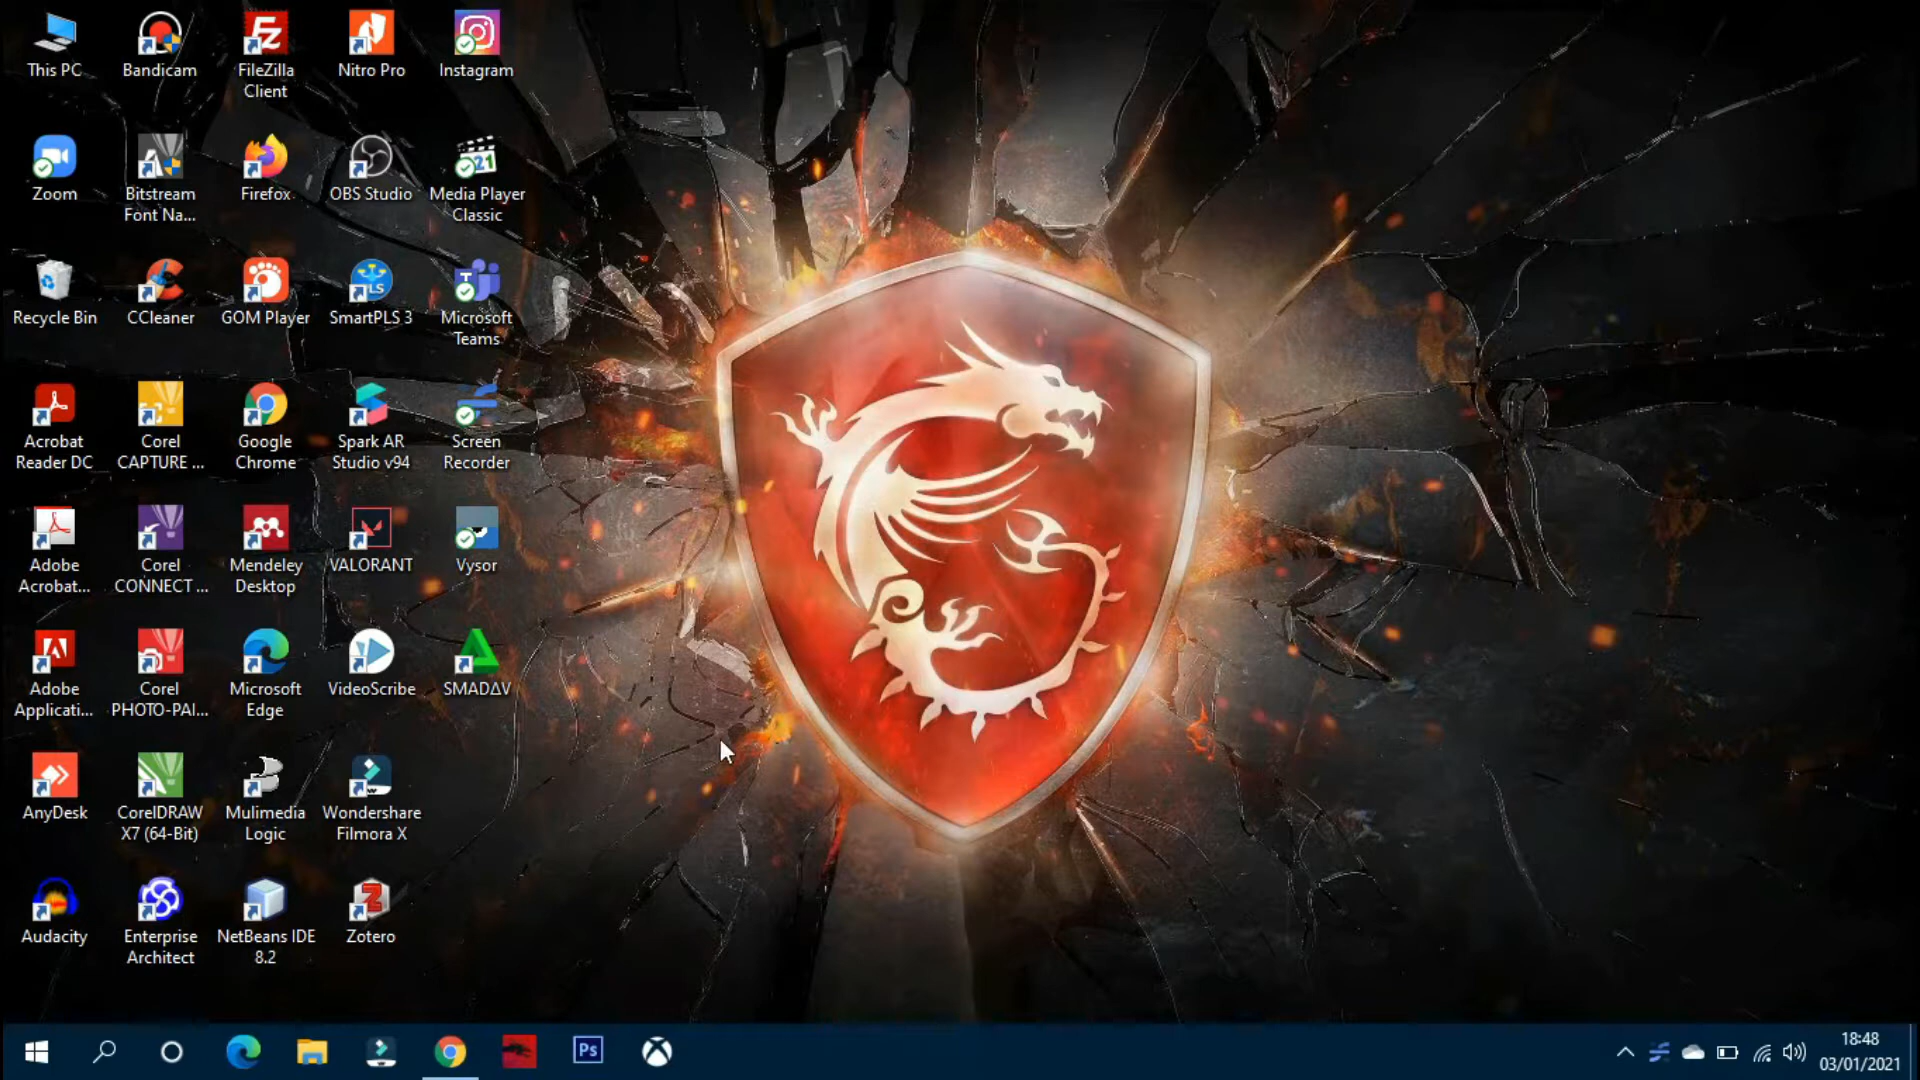 This PC
Bandicam
FileZilla
Client
Nitro Pro
Instagram
Zoom
Bitstream
Font Na...
Firefox
OBS Studio
Media Player
Classic
321
Recycle Bin
CCleaner
GOM Player
SmartPLS 3
Microsoft
Teams
Acrobat
Reader DC
Corel
CAPTURE ...
Google
Chrome
Spark AR
Studio v94
Screen
Recorder
Adobe
Acrobat...
Corel
CONNECT ...
Mendeley
Desktop
VALORANT
Vysor
Adobe
Applicati...
Corel
PHOTO-PAI...
Microsoft
Edge
VideoScribe
SMADΔV
AnyDesk
CorelDRAW
X7 (64-Bit)
Mulimedia
Logic
Wondershare
Filmora X
Audacity
Enterprise
Architect
NetBeans IDE
8.2
Zotero
Ps
18:48
03/01/2021